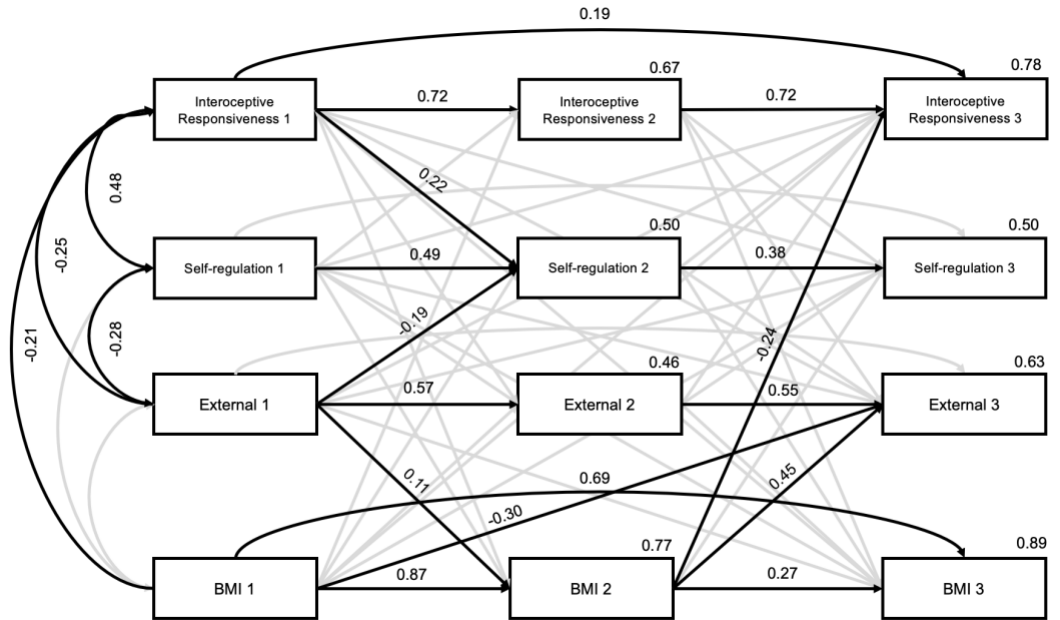 0.19
0.67
0.78
Interoceptive
Responsiveness 1
0.72
Interoceptive
Responsiveness 2
0.72
Interoceptive
Responsiveness 3
0.48
0.22
-0.25
0.50
0.50
Self-regulation 1
0.49
Self-regulation 2
0.38
Self-regulation 3
-0.21
-0.28
-0.19
-0.24
0.46
0.63
External 1
0.57
External 2
0.55
External 3
0.11
0.69
0.45
-0.30
0.77
0.89
BMI 1
0.87
BMI 2
0.27
BMI 3